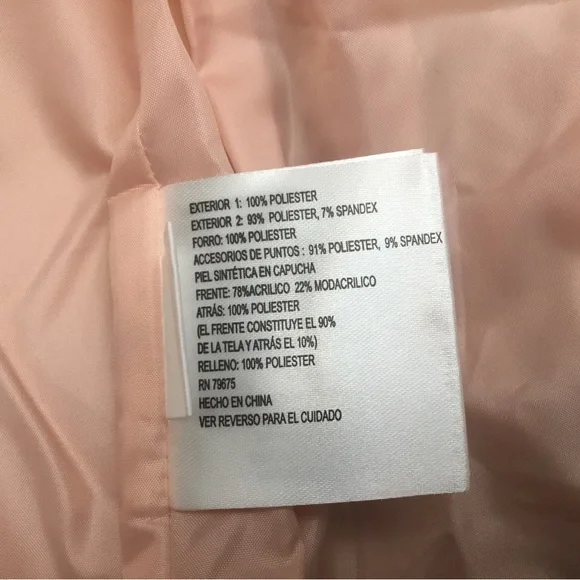 EXTERIOR 1: 100% POLIESTER
EXTERIOR 2: 93% POLIESTER, 7% SPANDEX
FORRO: 100% POLIESTER
ACCESORIOS DE PUNTOS : 91% POLIESTER, 9% SPANDEX
PIEL SINTÉTICA EN CAPUCHA
FRENTE: 78%ACRILICO 22% MODACRILICO
ATRÁS: 100% POLIESTER
(EL FRENTE CONSTITUYE EL 90%
DE LA TELA Y ATRÁS EL 10%)
RELLENO: 100% POLIESTER
RN 79675
HECHO EN CHINA
VER REVERSO PARA EL CUIDADO